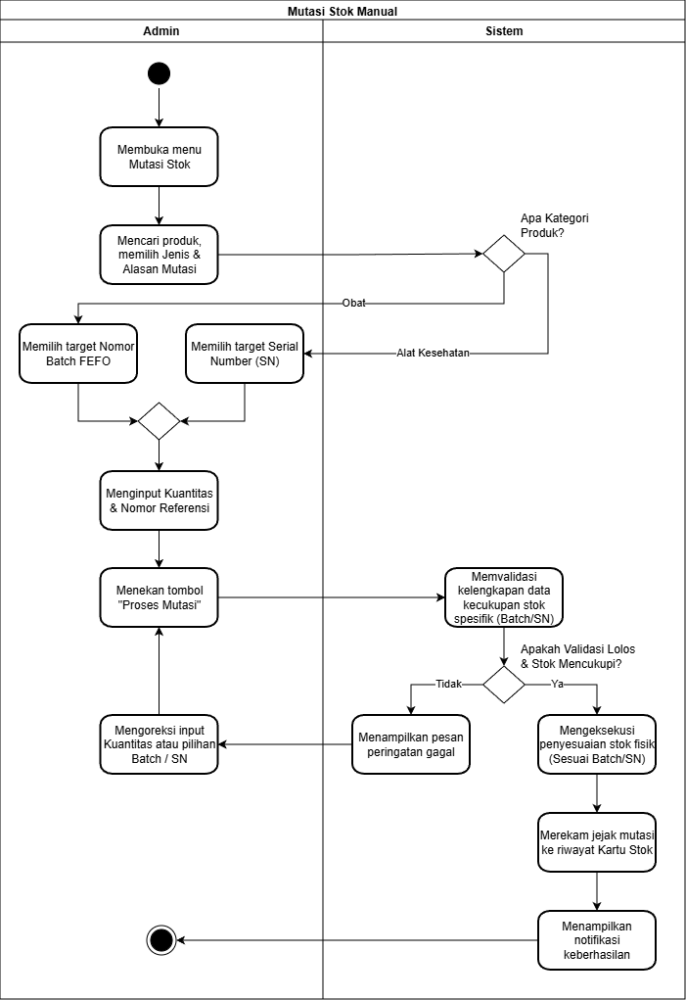 Mutasi Stok Manual
Admin
Sistem
Membuka menu
Mutasi Stok
Mencari produk,
memilih Jenis &
Alasan Mutasi
Apa Kategori
Produk?
Obat
Memilih target Nomor
Batch FEFO
Memilih target Serial
Number (SN)
Alat Kesehatan
Menginput Kuantitas
& Nomor Referensi
Menekan tombol
"Proses Mutasi"
Memvalidasi
kelengkapan data
kecukupan stok
spesifik (Batch/SN)
Apakah Validasi Lolos
& Stok Mencukupi?
Tidak
Ya
Mengoreksi input
Kuantitas atau pilihan
Batch / SN
Menampilkan pesan
peringatan gagal
Mengeksekusi
penyesuaian stok fisik
(Sesuai Batch/SN)
Merekam jejak mutasi
ke riwayat Kartu Stok
Menampilkan
notifikasi
keberhasilan